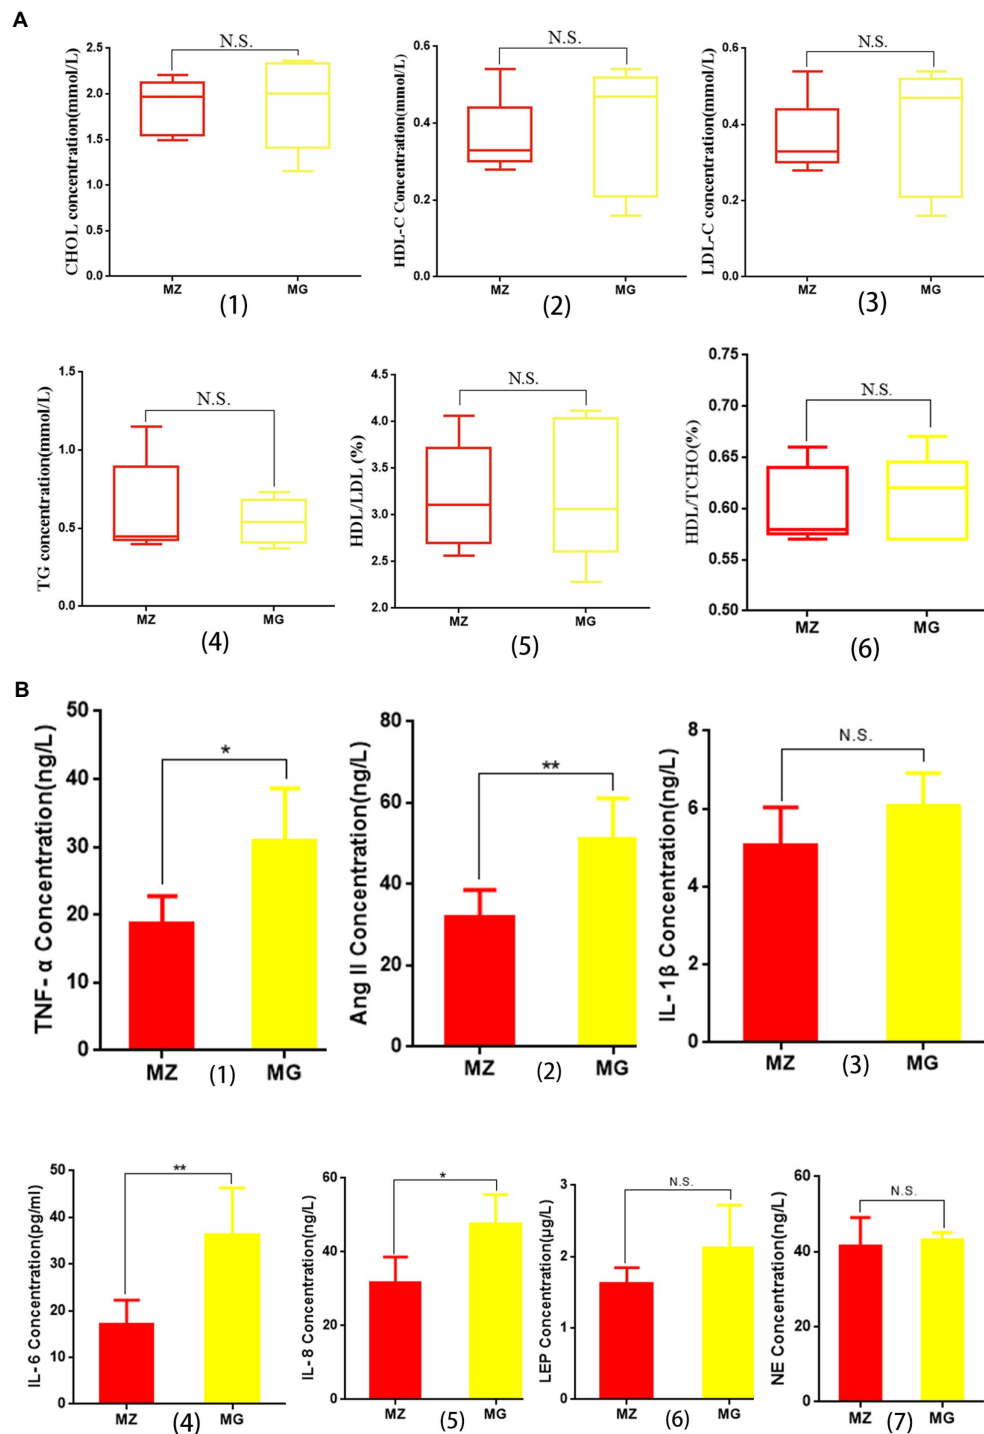 A
CHOL concentration(mmol/L)
2.5
2.0
1.5
1.0
0.5
0.0
N.S.
MZ MG
(1)
HDL-C Concentration(mmol/L)
0.6
0.4
0.2
0.0
N.S.
MZ MG
(2)
LDL-C concentration(mmol/L)
0.6
0.4
0.2
0.0
N.S.
MZ MG
(3)
TG concentration(mmol/L)
1.5
1.0
0.5
0.0
N.S.
MZ MG
(4)
HDL/LDL (%)
4.5
4.0
3.5
3.0
2.5
2.0
N.S.
MZ MG
(5)
HDL/TCHO(%)
0.75
0.70
0.65
0.60
0.55
0.50
N.S.
MZ MG
(6)
B
TNF- α Concentration(ng/L)
50
40
30
20
10
0
*
MZ (1) MG
Ang II Concentration(ng/L)
80
60
40
20
0
**
MZ (2) MG
IL-1β Concentration(ng/L)
8
6
4
2
0
N.S.
MZ (3) MG
IL-6 Concentration(pg/ml)
50
40
30
20
10
0
**
MZ (4) MG
IL-8 Concentration(ng/L)
60
40
20
0
*
MZ (5) MG
LEP Concentration(μg/L)
3
2
1
0
N.S.
MZ (6) MG
NE Concentration(ng/L)
60
40
20
0
N.S.
MZ (7) MG